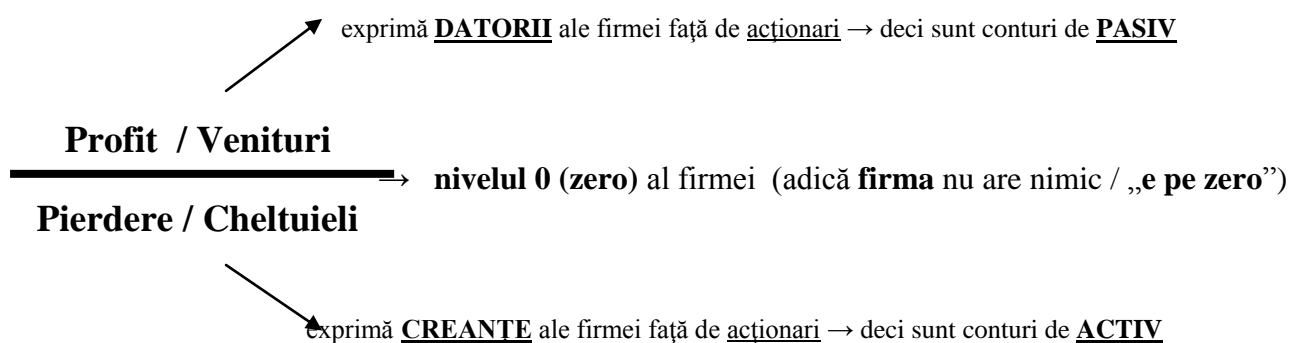 exprimă DATORII ale firmei faţă de acţionari → deci sunt conturi de PASIV
Profit / Venituri
→ nivelul 0 (zero) al firmei (adică firma nu are nimic / „e pe zero”)
Pierdere / Cheltuieli
exprimă CREANŢE ale firmei faţă de acţionari → deci sunt conturi de ACTIV